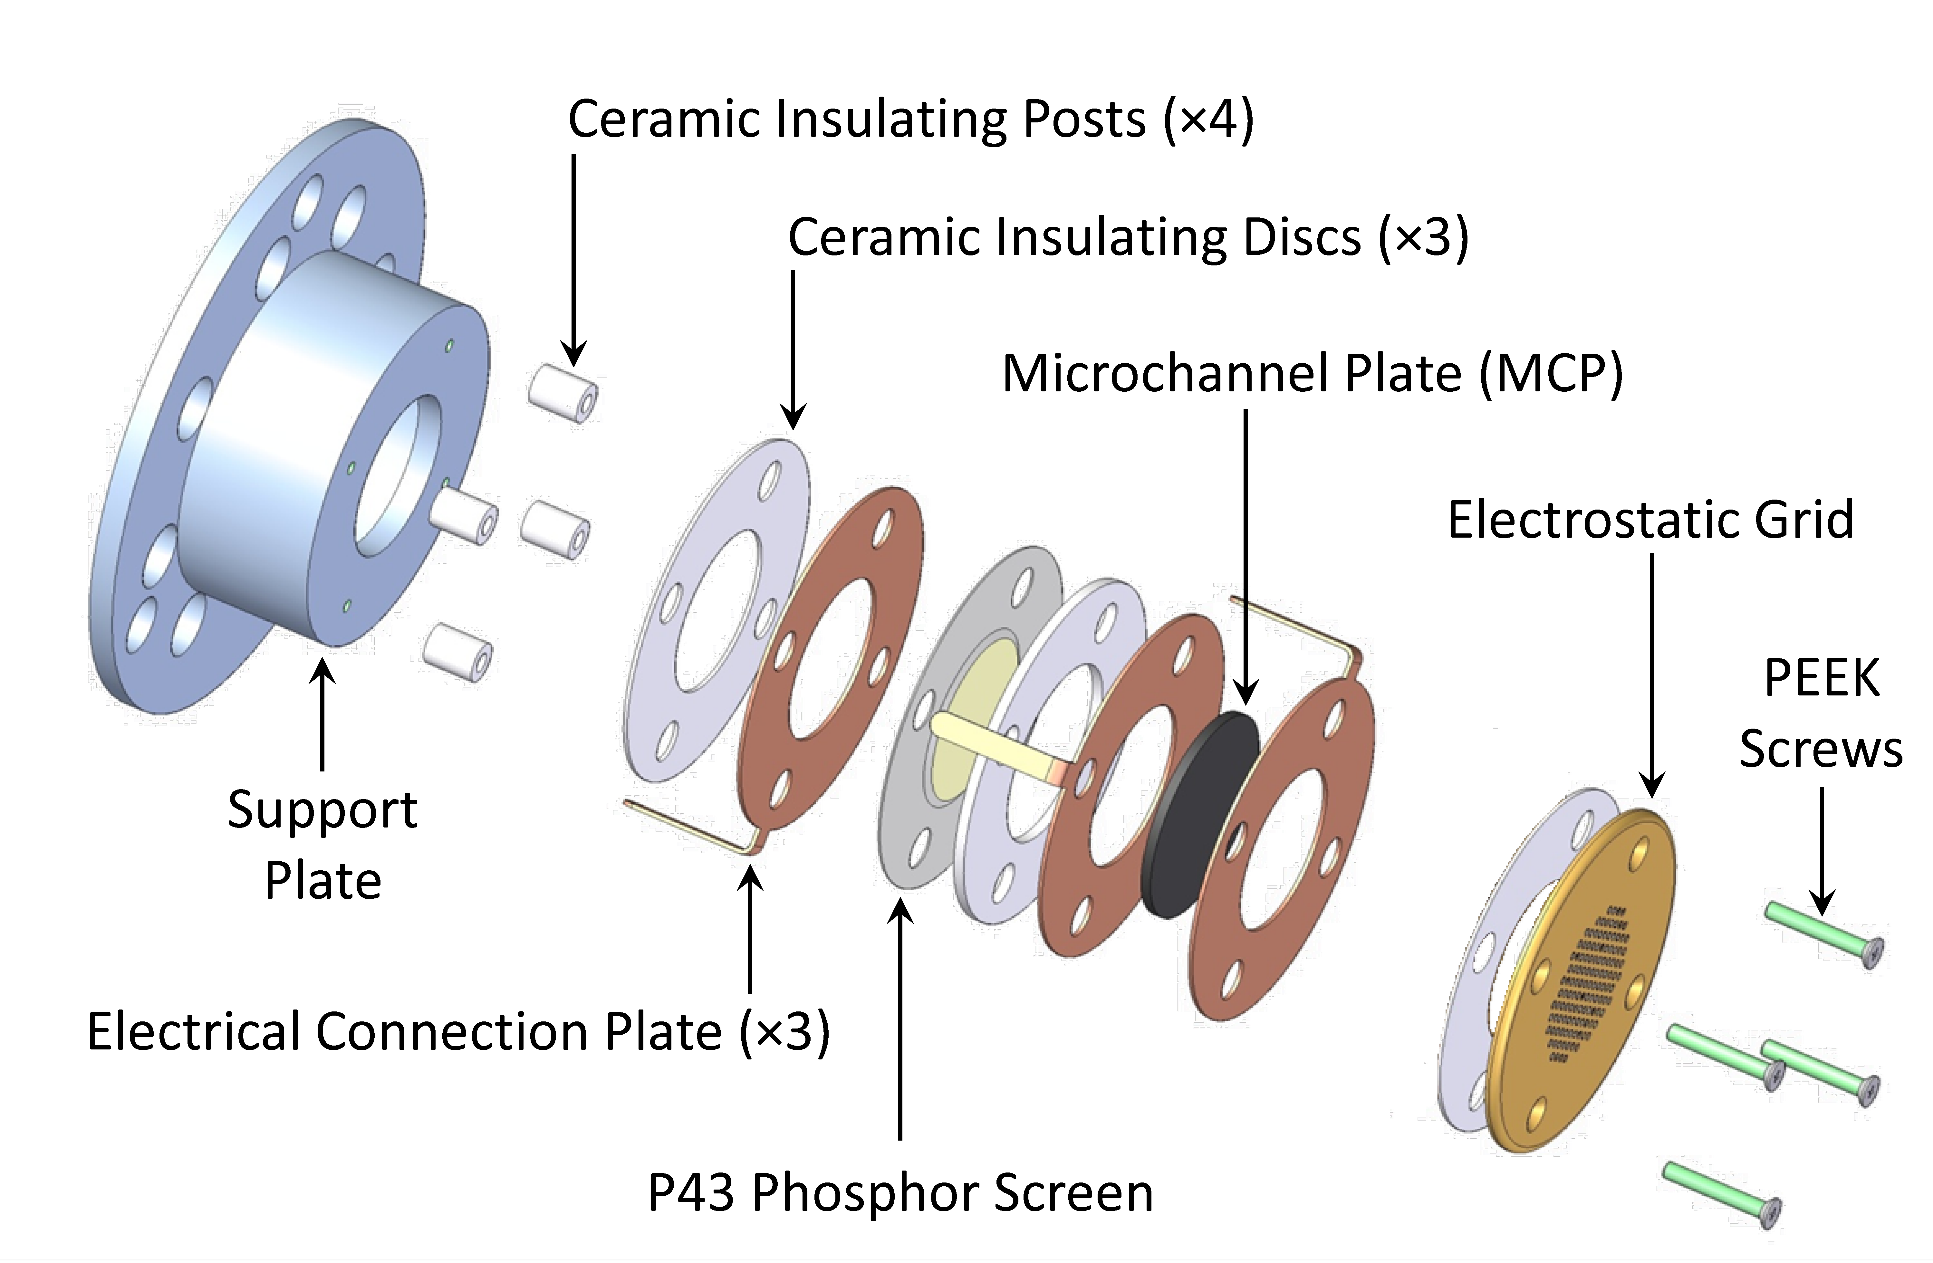 Ceramic Insulating Posts (×4)
Ceramic Insulating Discs (×3)
Microchannel Plate (MCP)
Electrostatic Grid
PEEK
Screws
Support
Plate
Electrical Connection Plate (×3)
P43 Phosphor Screen